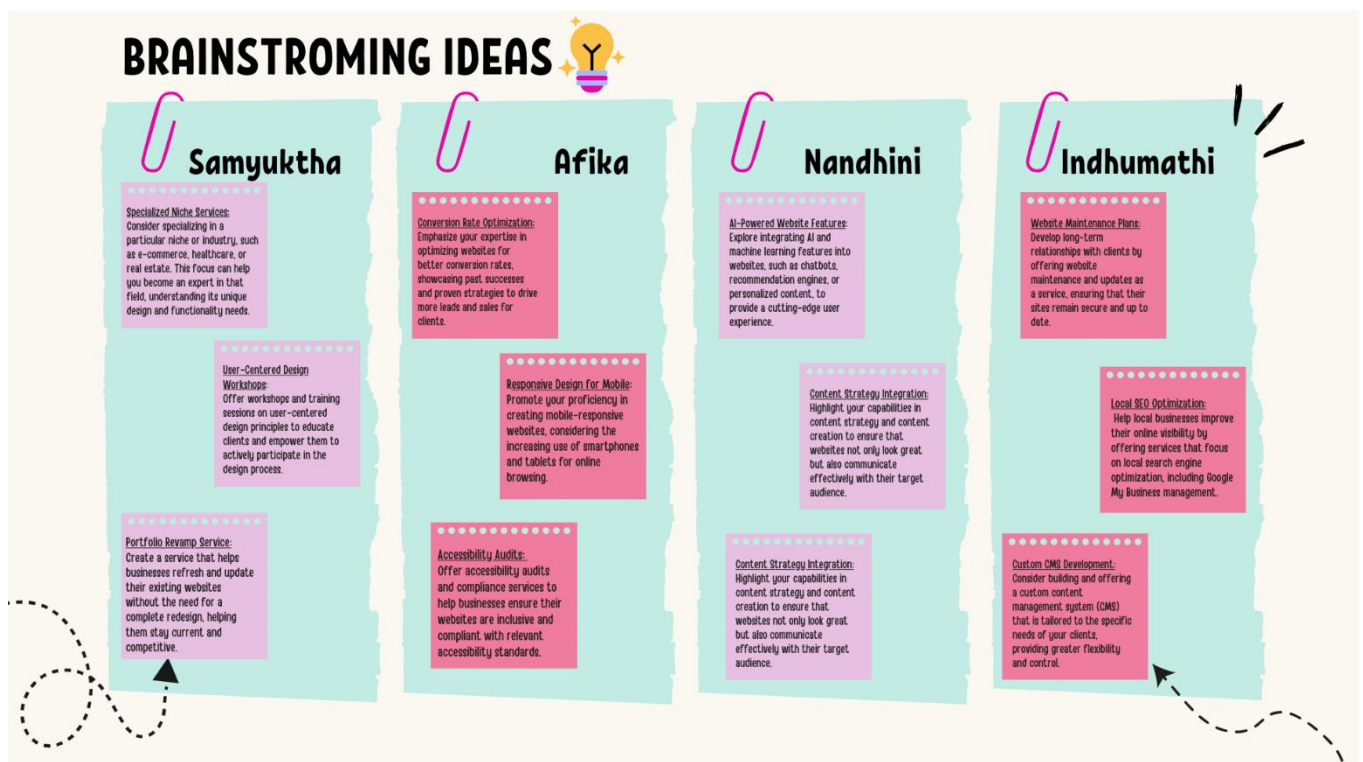 BRAINSTROMING IDEAS
Samyuktha
Specialized Niche Services:
Consider specializing in a
particular niche or industry, such
as e-commerce, healthcare, or
real estate. This focus can help
you become an expert in that
field, understanding its unique
design and functionality needs.
User-Centered Design
Workshops:
Offer workshops and training
sessions on user-centered
design principles to educate
clients and empower them to
actively participate in the
design process.
Portfolio Revamp Service:
Create a service that helps
businesses refresh and update
their existing websites
without the need for a
complete redesign, helping
them stay current and
competitive.
Afika
Conversion Rate Optimization:
Emphasize your expertise in
optimizing websites for
better conversion rates,
showcasing past successes
and proven strategies to drive
more leads and sales for
clients.
Responsive Design for Mobile:
Promote your proficiency in
creating mobile-responsive
websites, considering the
increasing use of smartphones
and tablets for online
browsing.
Accessibility Audits:
Offer accessibility audits
and compliance services to
help businesses ensure their
websites are inclusive and
compliant with relevant
accessibility standards.
Nandhini
AI-Powered Website Features:
Explore integrating AI and
machine learning features into
websites, such as chatbots,
recommendation engines, or
personalized content, to
provide a cutting-edge user
experience.
Content Strategy Integration:
Highlight your capabilities in
content strategy and content
creation to ensure that
websites not only look great
but also communicate
effectively with their target
audience.
Content Strategy Integration:
Highlight your capabilities in
content strategy and content
creation to ensure that
websites not only look great
but also communicate
effectively with their target
audience.
Indhumathi
Website Maintenance Plans:
Develop long-term
relationships with clients by
offering website
maintenance and updates as
a service, ensuring that their
sites remain secure and up to
date.
Local SEO Optimization:
Help local businesses improve
their online visibility by
offering services that focus
on local search engine
optimization, including Google
My Business management.
Custom CMS Development:
Consider building and offering
a custom content
management system (CMS)
that is tailored to the specific
needs of your clients,
providing greater flexibility
and control.